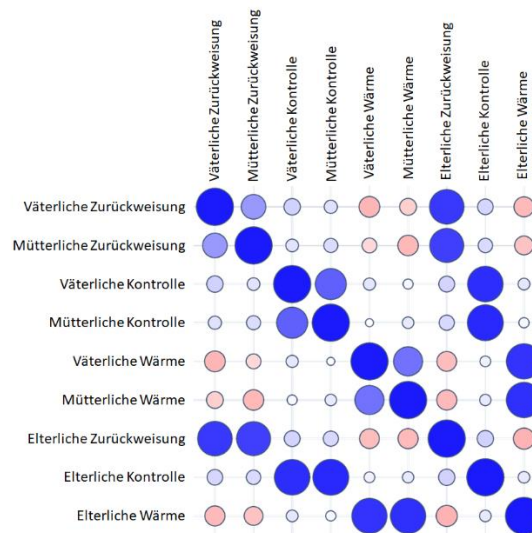 Väterliche Zurückweisung
Mütterliche Zurückweisung
Väterliche Kontrolle
Mütterliche Kontrolle
Väterliche Wärme
Mütterliche Wärme
Elterliche Zurückweisung
Elterliche Kontrolle
Elterliche Wärme
Väterliche Zurückweisung
Mütterliche Zurückweisung
Väterliche Kontrolle
Mütterliche Kontrolle
Väterliche Wärme
Mütterliche Wärme
Elterliche Zurückweisung
Elterliche Kontrolle
Elterliche Wärme